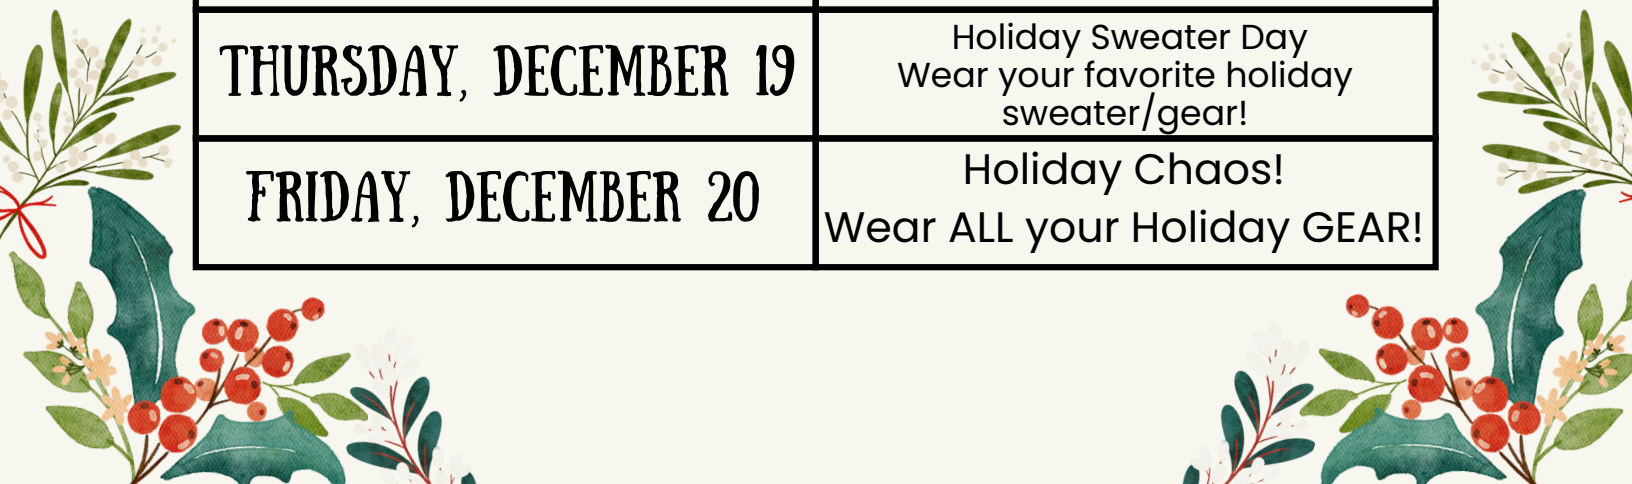 THURSDAY, DECEMBER 19
Holiday Sweater Day
Wear your favorite holiday
sweater/gear!
FRIDAY, DECEMBER 20
Holiday Chaos!
Wear ALL your Holiday GEAR!